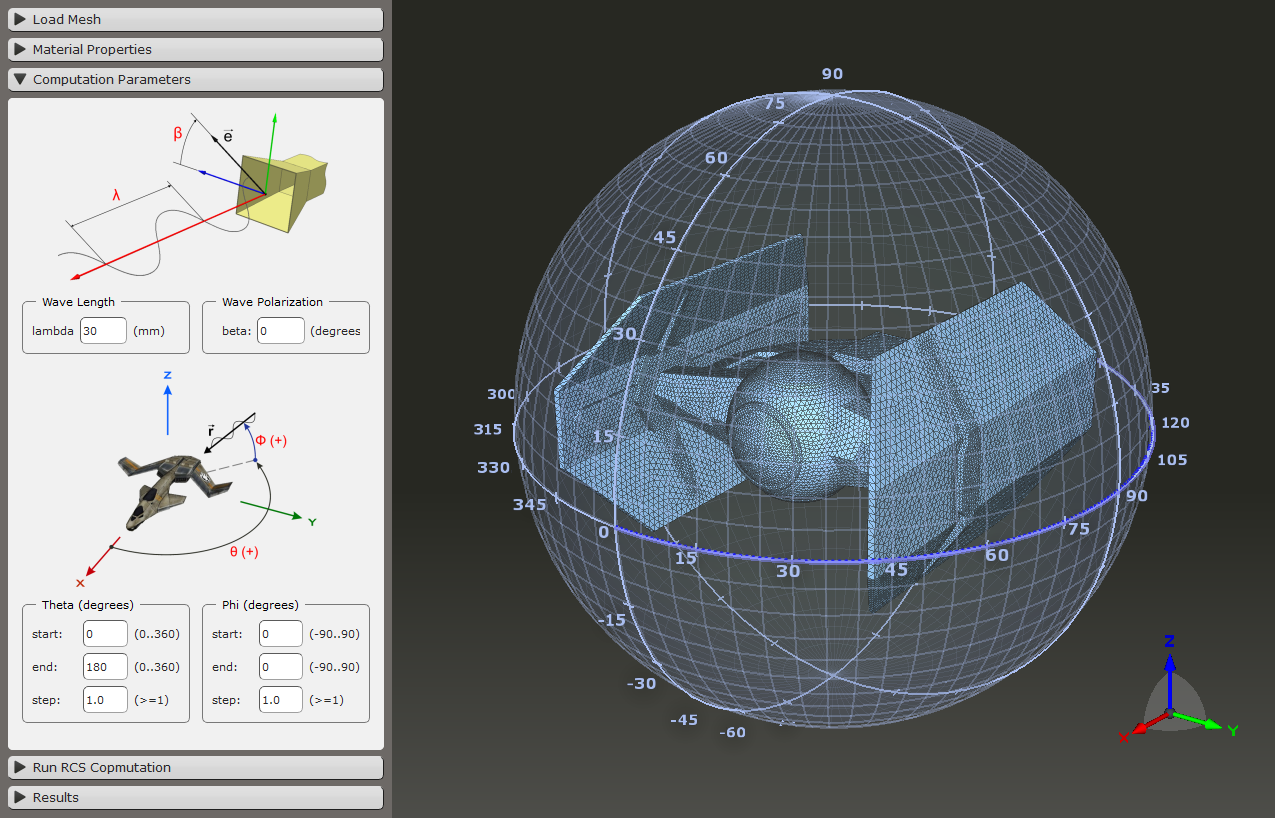 Load Mesh
Material Properties
Computation Parameters
β
e
λ
Wave Length
lambda 30 (mm)
Wave Polarization
beta: 0 (degrees
Z
r
Φ (+)
Y
θ (+)
X
Theta (degrees)
start: 0 (0..360)
end: 180 (0..360)
step: 1.0 (>=1)
Phi (degrees)
start: 0 (-90..90)
end: 0 (-90..90)
step: 1.0 (>=1)
Run RCS Copmutation
Results
90
75
60
45
30
15
300
315
330
345
0
15
30
45
60
75
90
105
120
35
-15
-30
-45
-60
Z
X
Y